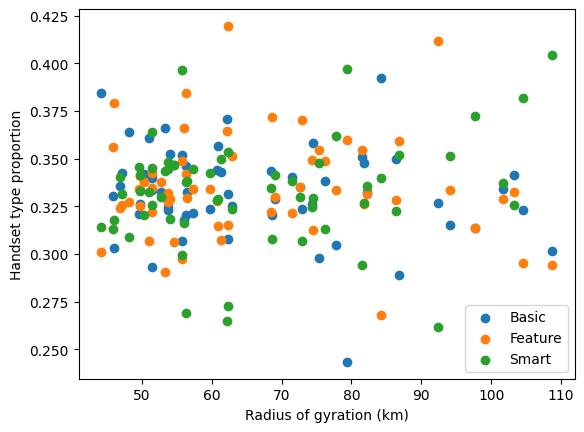 0.425
0.400
0.375
0.350
0.325
0.300
0.275
0.250
Handset type proportion
50 60 70 80 90 100 110
Radius of gyration (km)
Basic
Feature
Smart